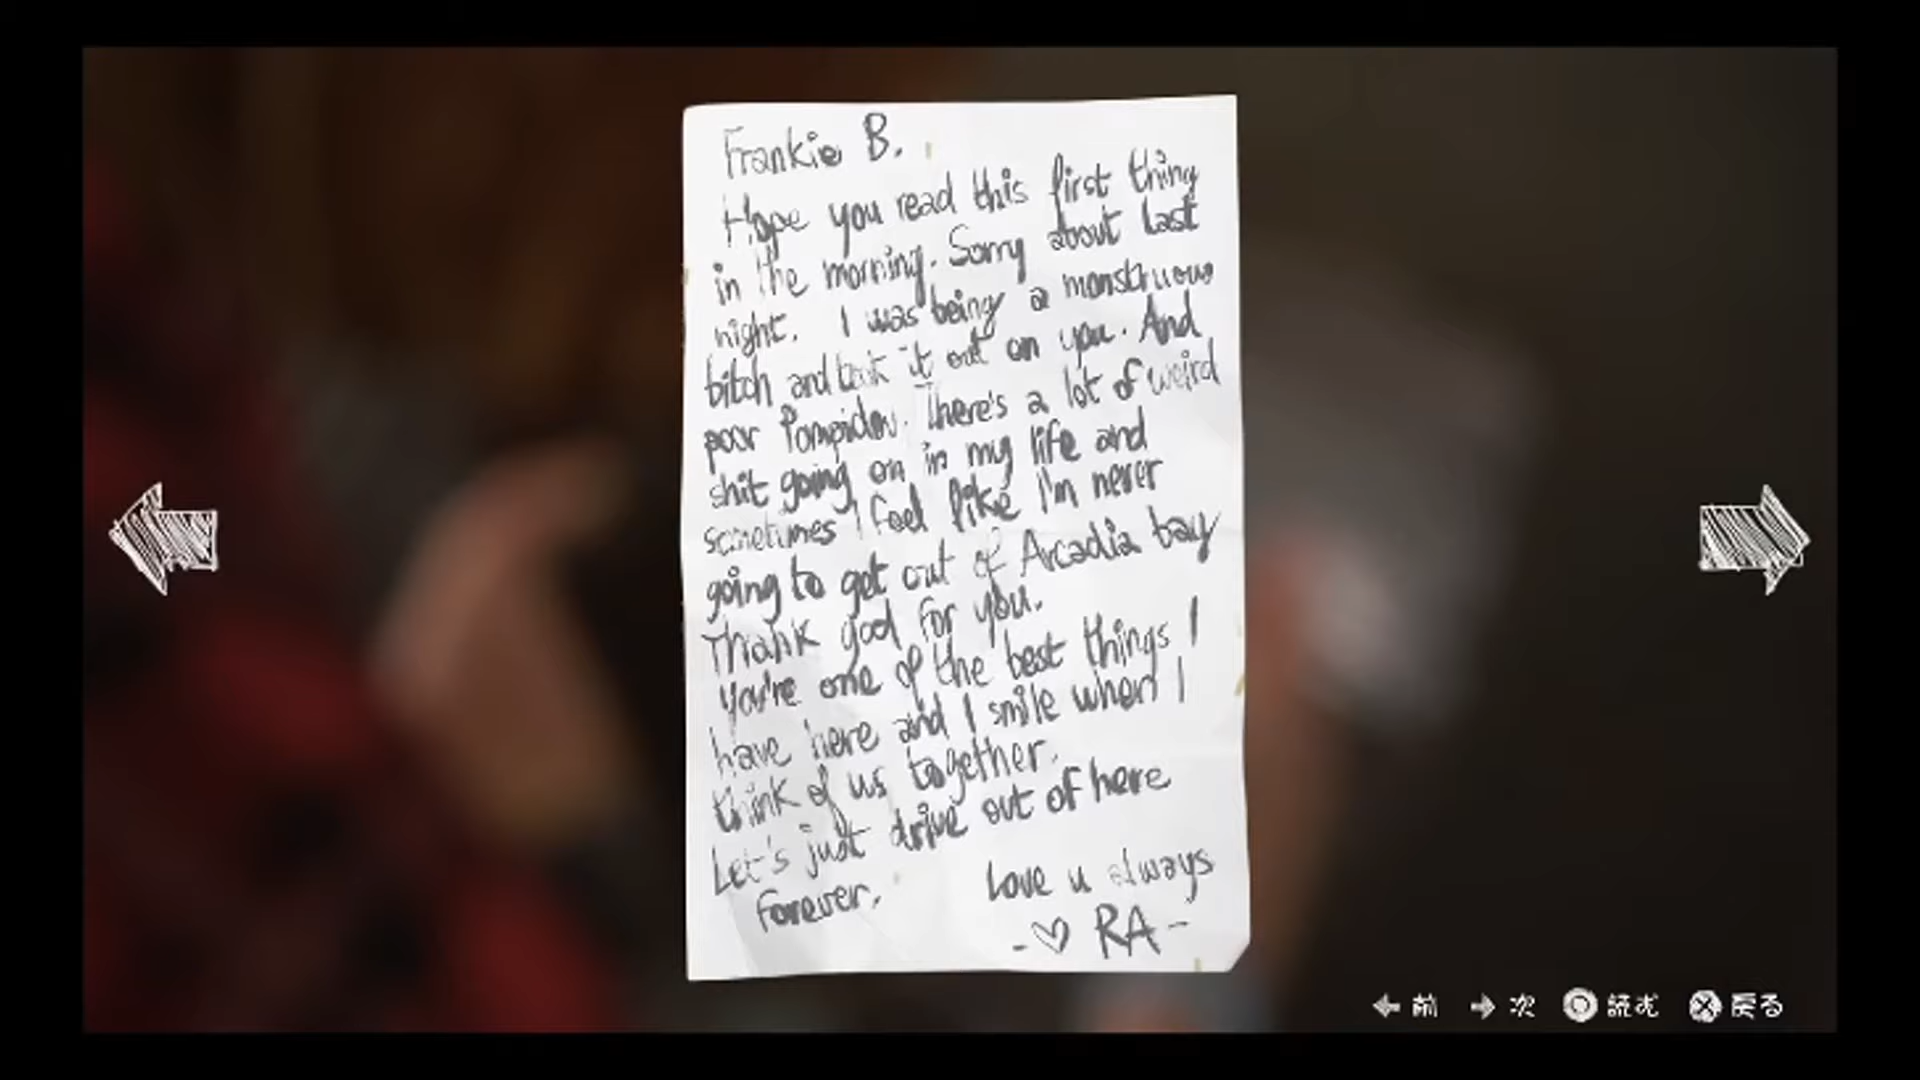 Frankie B.
Hope you read this first thing
in the morning. Sorry about last
night. I was being a monstruous
bitch and took it out on you. And
poor Pompidou. There's a lot of weird
shit going on in my life and
sometimes I feel like I'm never
going to get out of Arcadia bay
Thank god for you.
You're one of the best things I
have here and I smile when I
think of us together.
Let's just drive out of here
forever.
Love u always
-♡ RA-
← 前 → 次 ○ 読む × 戻る